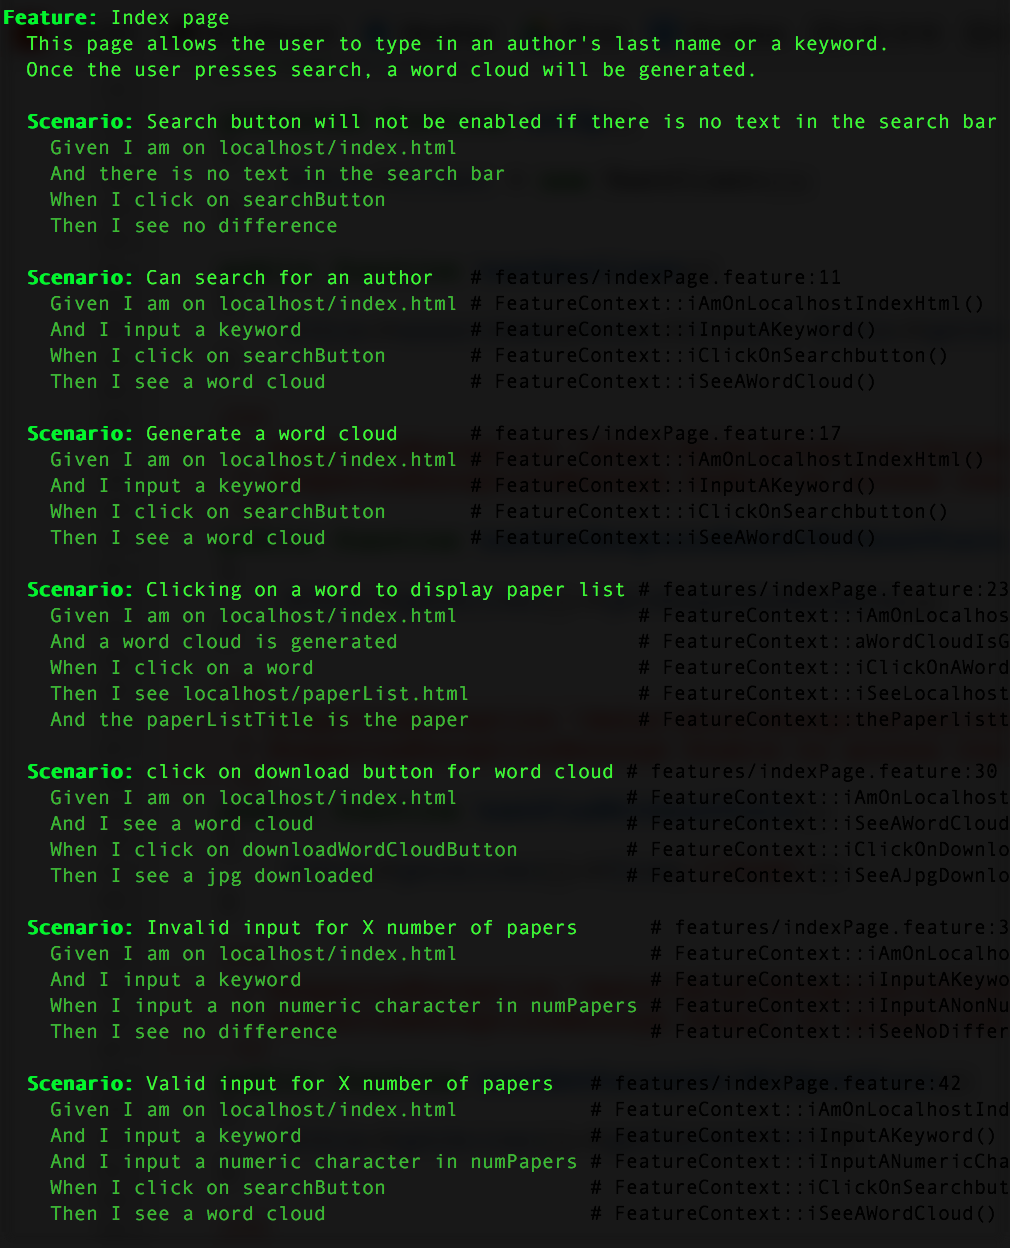 Feature: Index page
This page allows the user to type in an author's last name or a keyword.
Once the user presses search, a word cloud will be generated.
Scenario: Search button will not be enabled if there is no text in the search bar
Given I am on localhost/index.html
And there is no text in the search bar
When I click on searchButton
Then I see no difference
Scenario: Can search for an author # features/indexPage.feature:11
Given I am on localhost/index.html # FeatureContext::iAmOnLocalhostIndexHtml()
And I input a keyword # FeatureContext::iInputAKeyword()
When I click on searchButton # FeatureContext::iClickOnSearchbutton()
Then I see a word cloud # FeatureContext::iSeeAWordCloud()
Scenario: Generate a word cloud # features/indexPage.feature:17
Given I am on localhost/index.html # FeatureContext::iAmOnLocalhostIndexHtml()
And I input a keyword # FeatureContext::iInputAKeyword()
When I click on searchButton # FeatureContext::iClickOnSearchbutton()
Then I see a word cloud # FeatureContext::iSeeAWordCloud()
Scenario: Clicking on a word to display paper list # features/indexPage.feature:23
Given I am on localhost/index.html # FeatureContext::iAmOnLocalhos
And a word cloud is generated # FeatureContext::aWordCloudIsG
When I click on a word # FeatureContext::iClickOnAWord
Then I see localhost/paperList.html # FeatureContext::iSeeLocalhost
And the paperListTitle is the paper # FeatureContext::thePaperlistt
Scenario: click on download button for word cloud # features/indexPage.feature:30
Given I am on localhost/index.html # FeatureContext::iAmOnLocalhost
And I see a word cloud # FeatureContext::iSeeAWordCloud
When I click on downloadWordCloudButton # FeatureContext::iClickOnDownlo
Then I see a jpg downloaded # FeatureContext::iSeeAJpgDownlo
Scenario: Invalid input for X number of papers # features/indexPage.feature:3
Given I am on localhost/index.html # FeatureContext::iAmOnLocalho
And I input a keyword # FeatureContext::iInputAKeywo
When I input a non numeric character in numPapers # FeatureContext::iInputANonNu
Then I see no difference # FeatureContext::iSeeNoDiffer
Scenario: Valid input for X number of papers # features/indexPage.feature:42
Given I am on localhost/index.html # FeatureContext::iAmOnLocalhostInd
And I input a keyword # FeatureContext::iInputAKeyword()
And I input a numeric character in numPapers # FeatureContext::iInputANumericCha
When I click on searchButton # FeatureContext::iClickOnSearchbut
Then I see a word cloud # FeatureContext::iSeeAWordCloud()